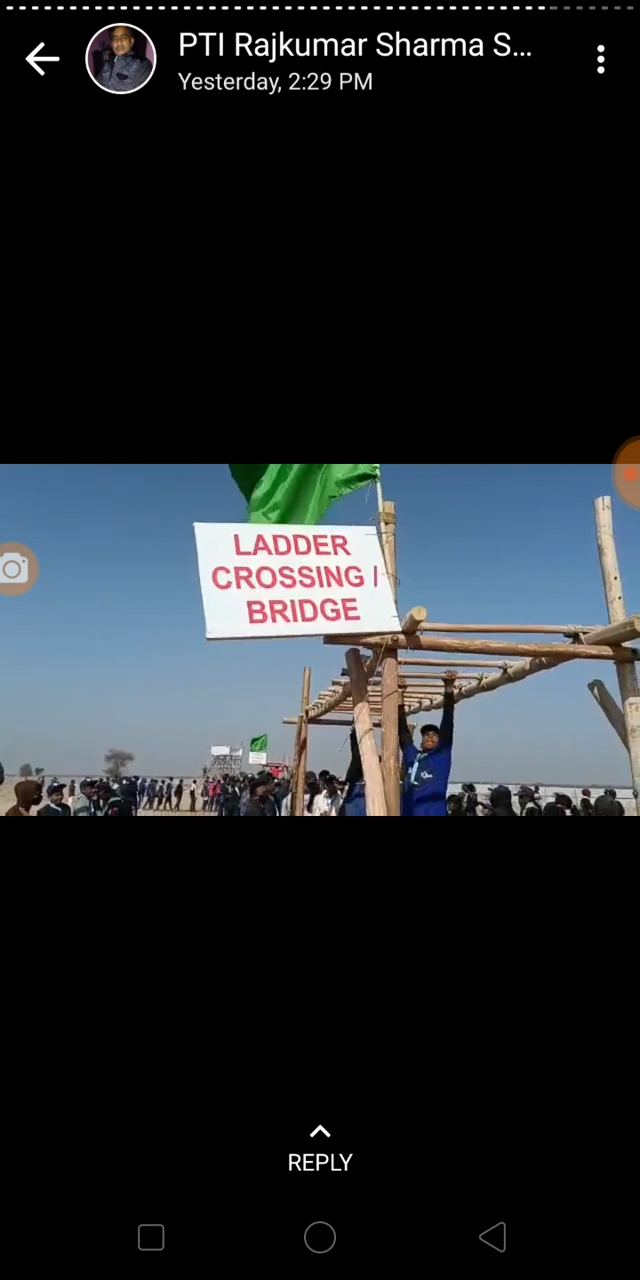 PTI Rajkumar Sharma S...
Yesterday, 2:29 PM
LADDER
CROSSING /
BRIDGE
REPLY